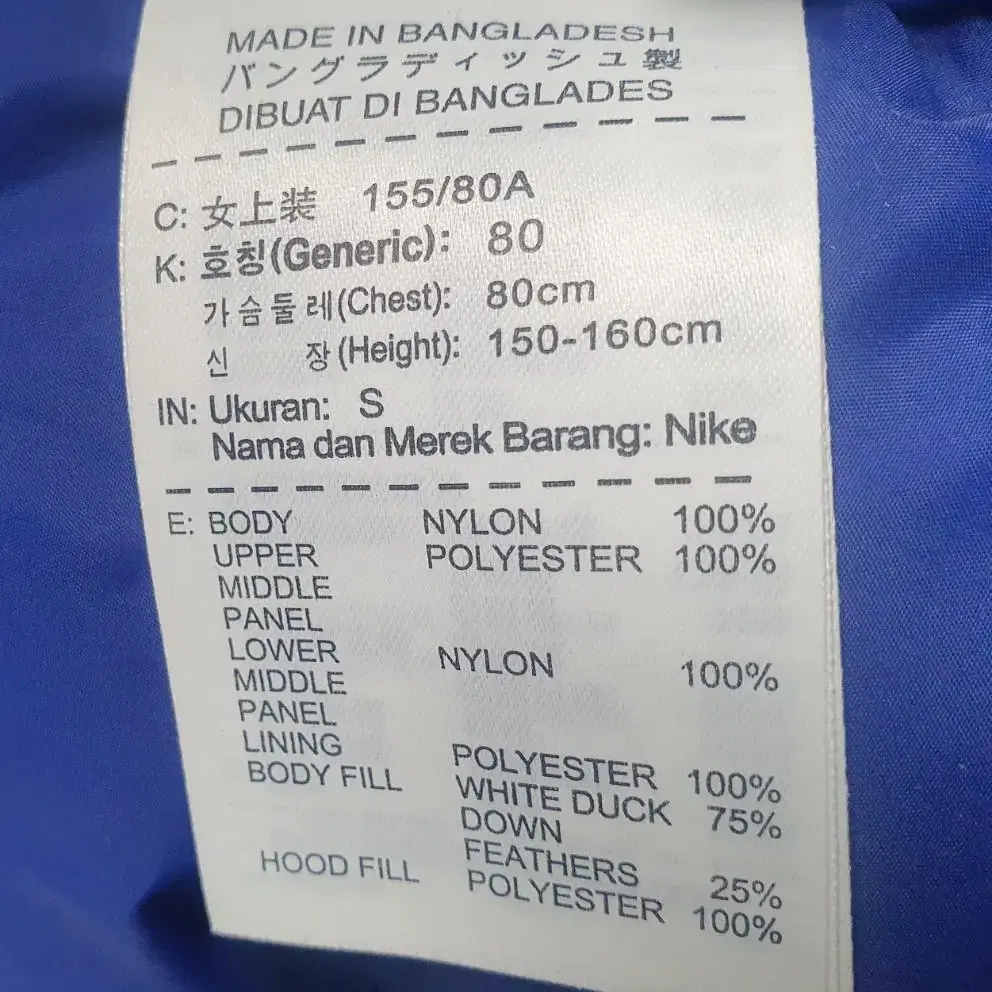 MADE IN BANGLADESH
バングラディッシュ製
DIBUAT DI BANGLADES
C: 女上装 155/80A
K: 호칭(Generic): 80
가슴둘레(Chest): 80cm
신 장(Height): 150-160cm
IN: Ukuran: S
Nama dan Merek Barang: Nike
E: BODY NYLON 100%
UPPER POLYESTER 100%
MIDDLE
PANEL
LOWER NYLON 100%
MIDDLE
PANEL
LINING POLYESTER 100%
BODY FILL WHITE DUCK 75%
DOWN
FEATHERS 25%
HOOD FILL POLYESTER 100%